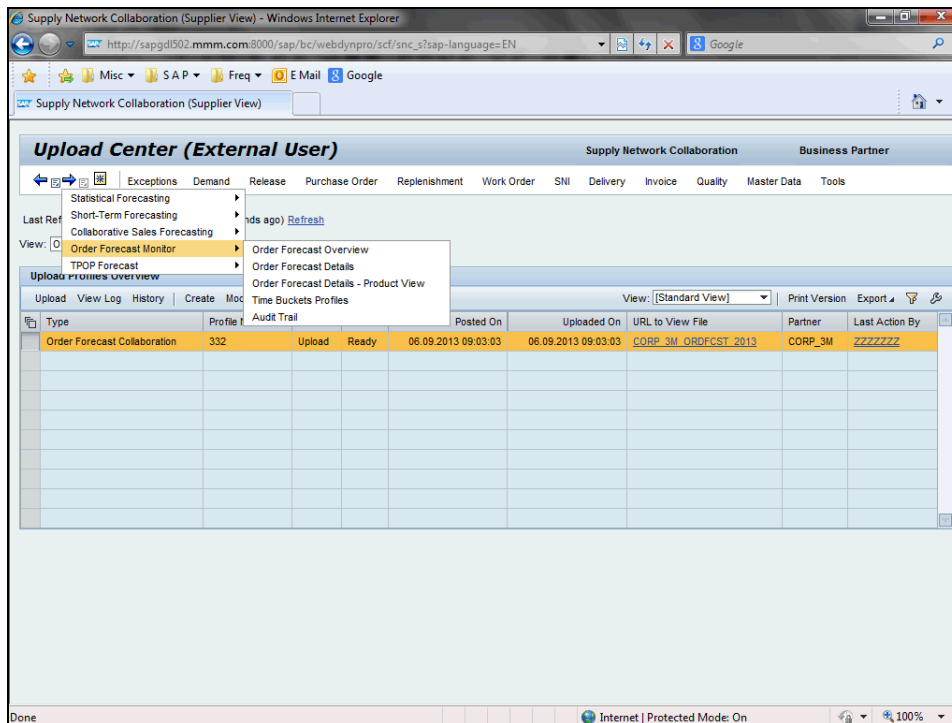 Supply Network Collaboration (Supplier View) - Windows Internet Explorer
http://sapgdl502.mmm.com:8000/sap/bc/webdynpro/scf/snc_s?sap-language=EN
Google
Misc S A P Freq E Mail Google
Supply Network Collaboration (Supplier View)
Upload Center (External User) Supply Network Collaboration Business Partner
Exceptions Demand Release Purchase Order Replenishment Work Order SNI Delivery Invoice Quality Master Data Tools
Statistical Forecasting
Last Ref
Short-Term Forecasting
nds ago) Refresh
Collaborative Sales Forecasting
View: O
Order Forecast Monitor
Order Forecast Overview
TPOP Forecast
Order Forecast Details
Upload Profiles Overview
Order Forecast Details - Product View
Upload View Log History Create Mod
Time Buckets Profiles
View: [Standard View] Print Version Export
Audit Trail
Type Profile N Posted On Uploaded On URL to View File Partner Last Action By
Order Forecast Collaboration 332 Upload Ready 06.09.2013 09:03:03 06.09.2013 09:03:03 CORP_3M_ORDFCST_2013 CORP_3M ZZZZZZZ
Done Internet | Protected Mode: On 100%